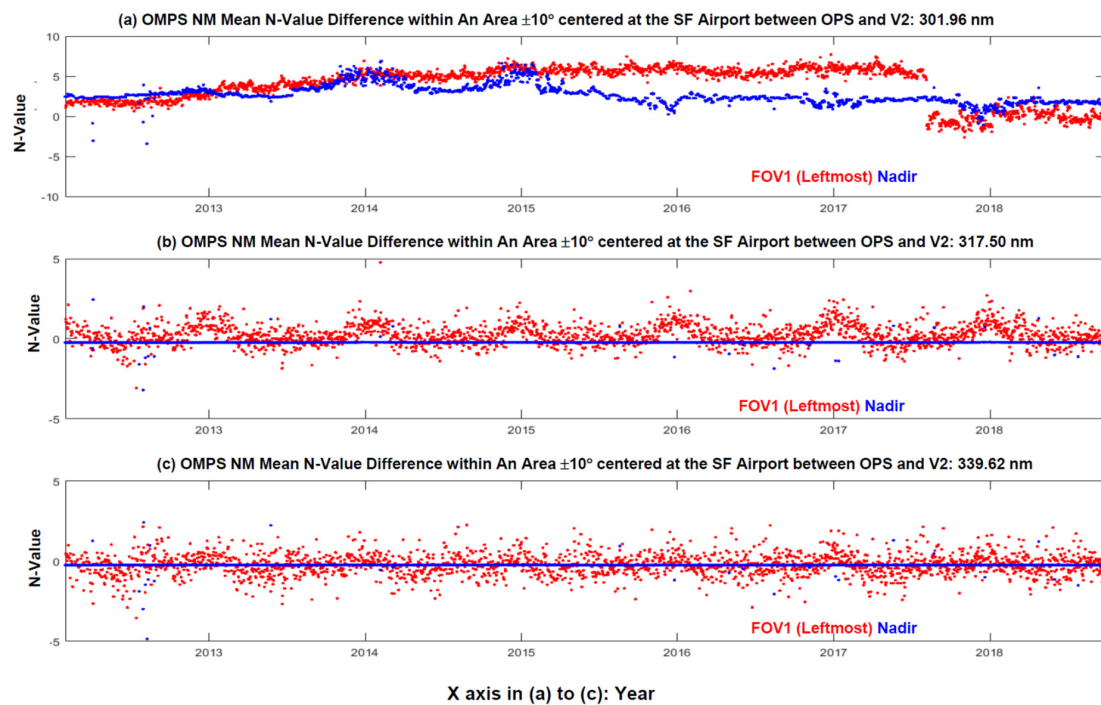 (a) OMPS NM Mean N-Value Difference within An Area ±10° centered at the SF Airport between OPS and V2: 301.96 nm
10
5
0
-5
-10
N-Value
FOV1 (Leftmost) Nadir
2013 2014 2015 2016 2017 2018
(b) OMPS NM Mean N-Value Difference within An Area ±10° centered at the SF Airport between OPS and V2: 317.50 nm
5
0
-5
N-Value
FOV1 (Leftmost) Nadir
2013 2014 2015 2016 2017 2018
(c) OMPS NM Mean N-Value Difference within An Area ±10° centered at the SF Airport between OPS and V2: 339.62 nm
5
0
-5
N-Value
FOV1 (Leftmost) Nadir
2013 2014 2015 2016 2017 2018
X axis in (a) to (c): Year